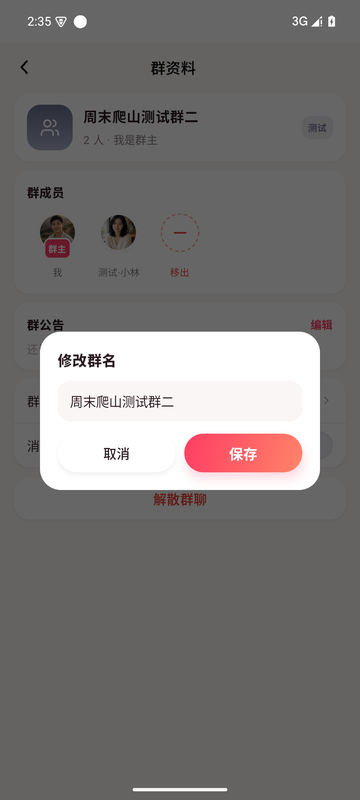 2:35
3G
群资料
周末爬山测试群二
2 人 · 我是群主
测试
群成员
群主
我
测试·小林
移出
群公告
编辑
还
修改群名
周末爬山测试群二
群
取消
保存
消
解散群聊